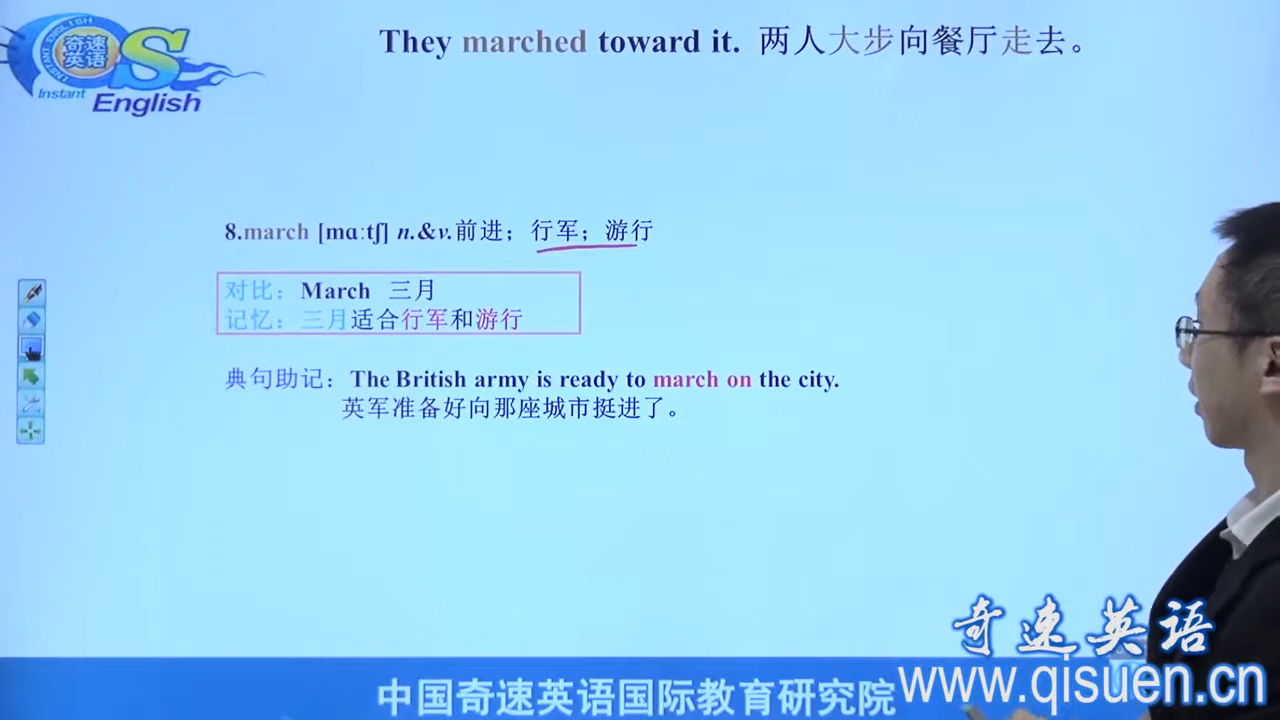 INSTANT ENGLISH
奇速
英语
S
Instant
English
They marched toward it. 两人大步向餐厅走去。
8.march [mɑːtʃ] n.&v.前进；行军；游行
对比： March 三月
记忆：三月适合行军和游行
典句助记：The British army is ready to march on the city.
英军准备好向那座城市挺进了。
奇速英语
www.qisuen.cn
中国奇速英语国际教育研究院